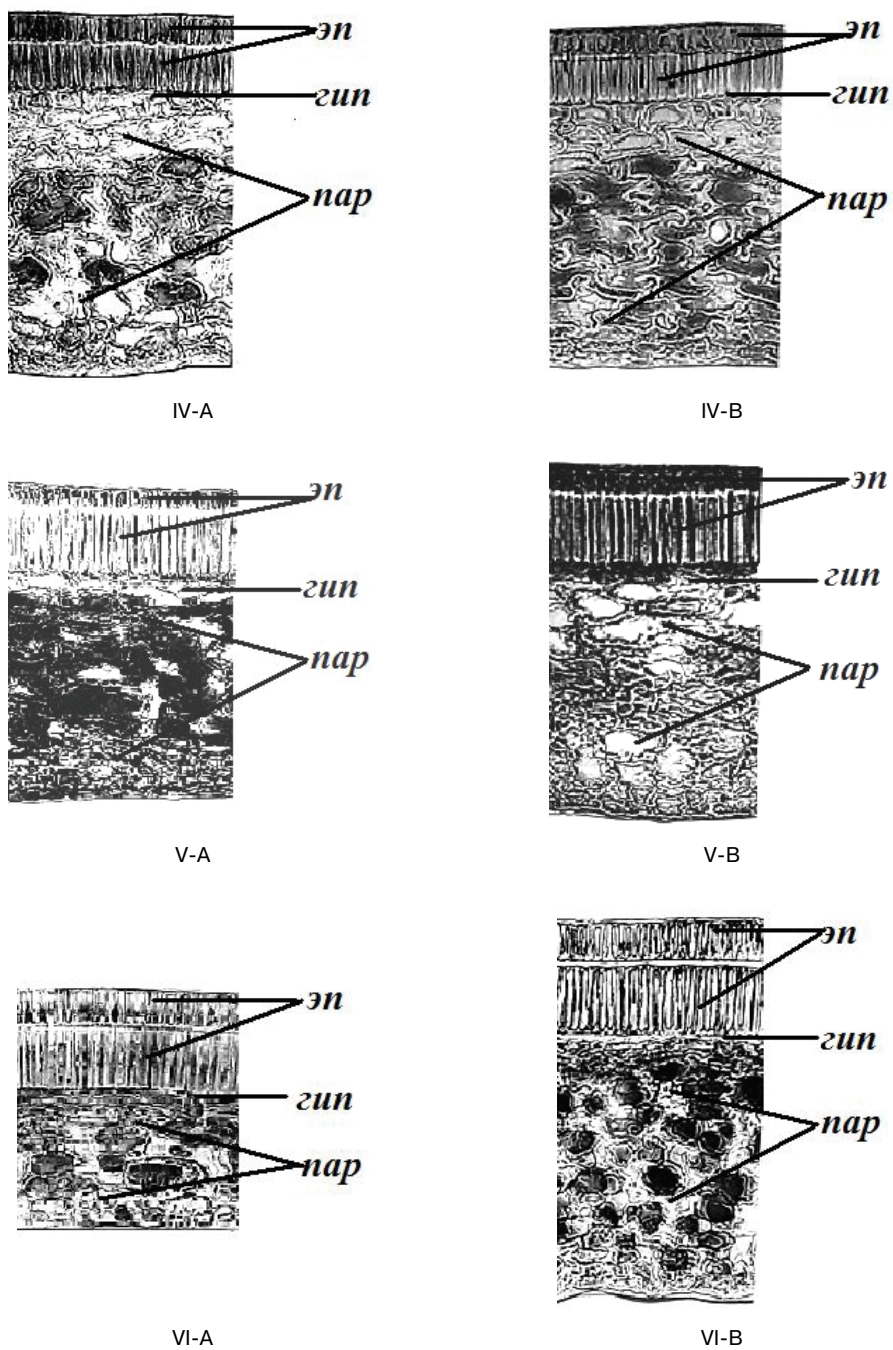 эп
гип
пар
IV-A
эп
гип
пар
IV-B
эп
гип
пар
V-A
эп
гип
пар
V-B
эп
гип
пар
VI-A
эп
гип
пар
VI-B